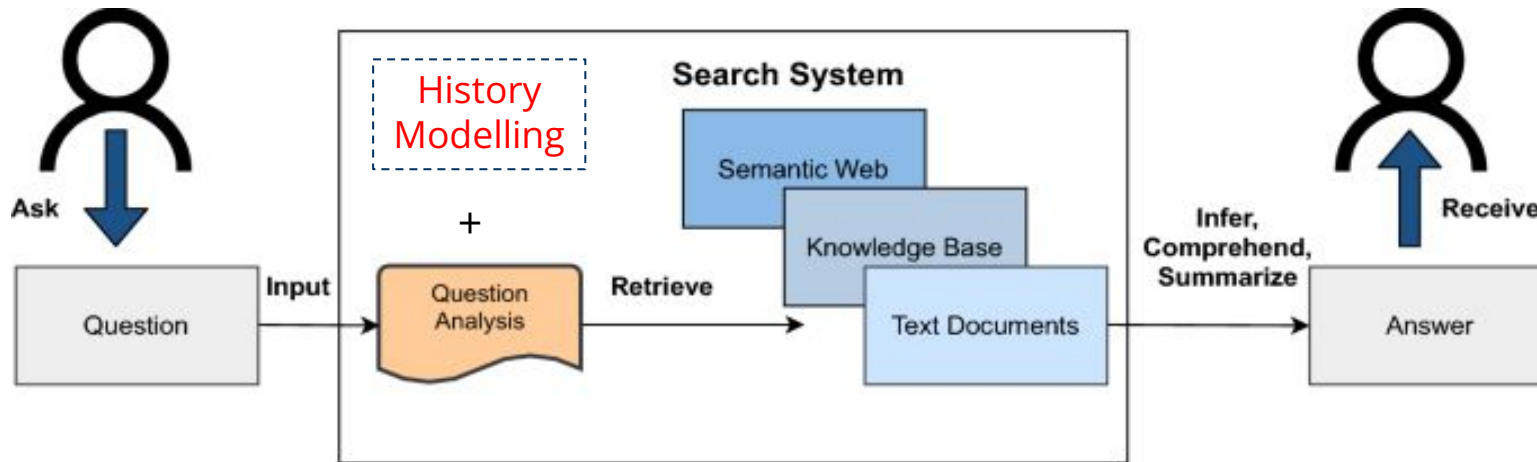 History
Modelling
Search System
Semantic Web
Ask
+
Knowledge Base
Infer,
Comprehend,
Summarize
Receive
Question
Input
Question
Analysis
Retrieve
Text Documents
Answer